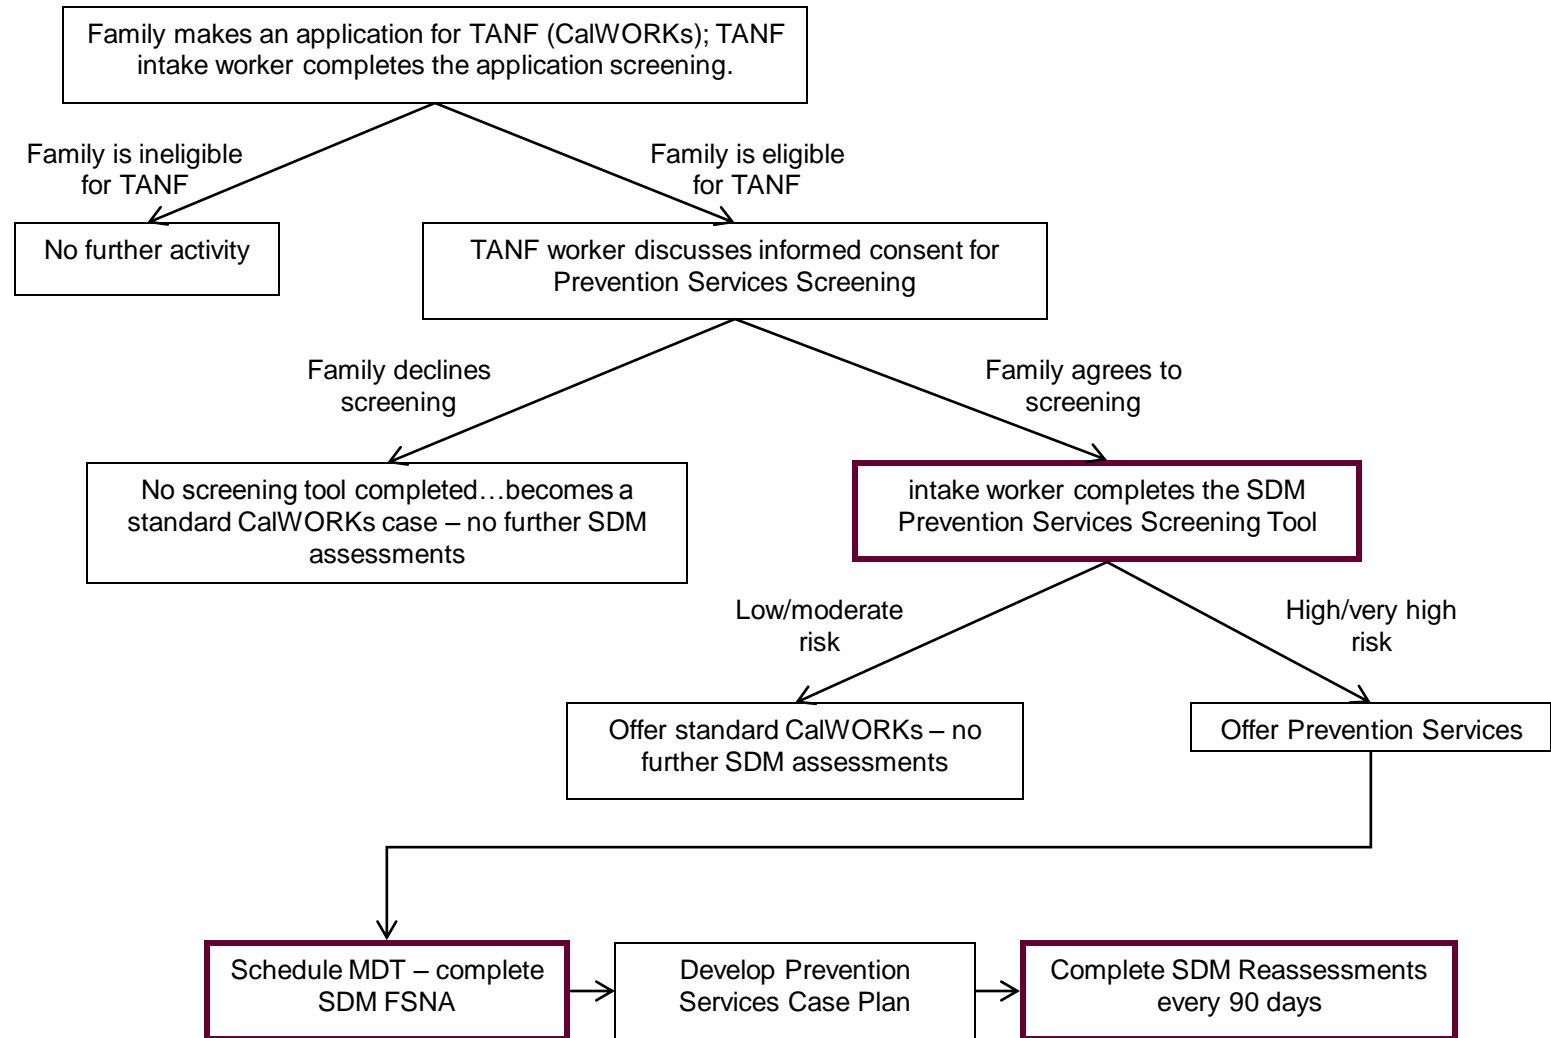 Family makes an application for TANF (CalWORKs); TANF
intake worker completes the application screening.
Family is ineligible
for TANF
Family is eligible
for TANF
No further activity
TANF worker discusses informed consent for
Prevention Services Screening
Family declines
screening
Family agrees to
screening
No screening tool completed…becomes a
standard CalWORKs case – no further SDM
assessments
intake worker completes the SDM
Prevention Services Screening Tool
Low/moderate
risk
High/very high
risk
Offer standard CalWORKs – no
further SDM assessments
Offer Prevention Services
Schedule MDT – complete
SDM FSNA
Develop Prevention
Services Case Plan
Complete SDM Reassessments
every 90 days